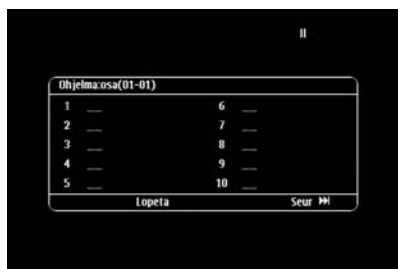 Ohjelma:osa(01-01)
1 __ 6 __
2 __ 7 __
3 __ 8 __
4 __ 9 __
5 __ 10 __
Lopeta Seur ⏭